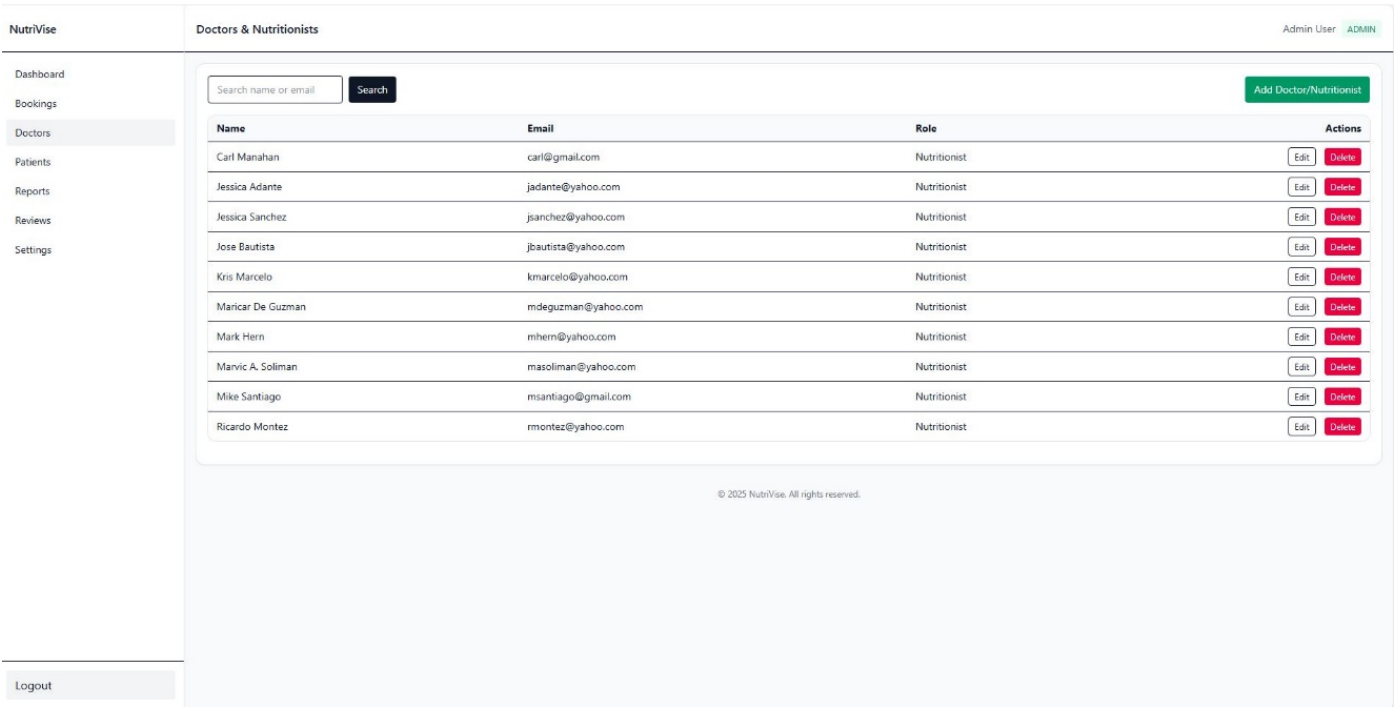 NutriVise
Doctors & Nutritionists
Admin User ADMIN
Dashboard
Bookings
Doctors
Patients
Reports
Reviews
Settings
Logout
Search name or email Search Add Doctor/Nutritionist
Name Email Role Actions
Carl Manahan carl@gmail.com Nutritionist Edit Delete
Jessica Adante jadante@yahoo.com Nutritionist Edit Delete
Jessica Sanchez jsanchez@yahoo.com Nutritionist Edit Delete
Jose Bautista jbautista@yahoo.com Nutritionist Edit Delete
Kris Marcelo kmarcelo@yahoo.com Nutritionist Edit Delete
Maricar De Guzman mdeguzman@yahoo.com Nutritionist Edit Delete
Mark Hern mhern@yahoo.com Nutritionist Edit Delete
Marvic A. Soliman masoliman@yahoo.com Nutritionist Edit Delete
Mike Santiago msantiago@gmail.com Nutritionist Edit Delete
Ricardo Montez rmontez@yahoo.com Nutritionist Edit Delete
© 2025 NutriVise. All rights reserved.